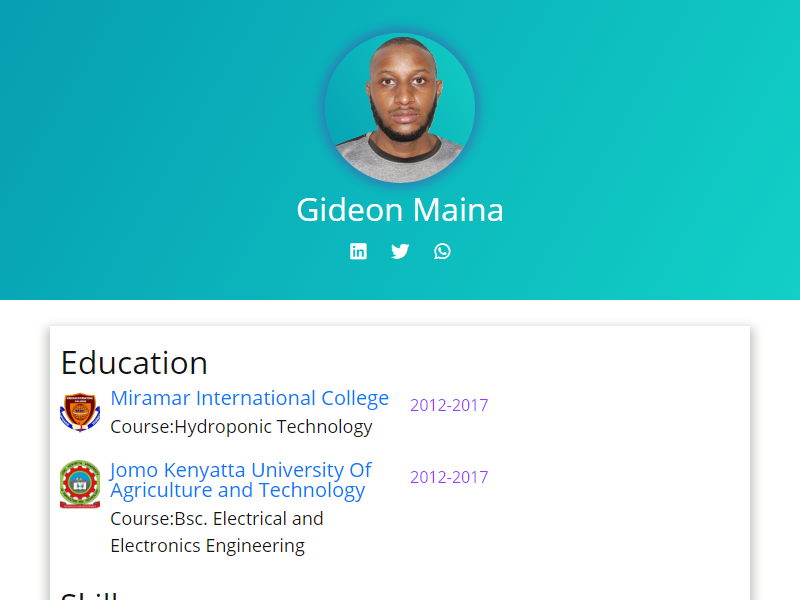 Gideon Maina
Education
Miramar International College
2012-2017
Course:Hydroponic Technology
Jomo Kenyatta University Of
Agriculture and Technology
2012-2017
Course:Bsc. Electrical and
Electronics Engineering